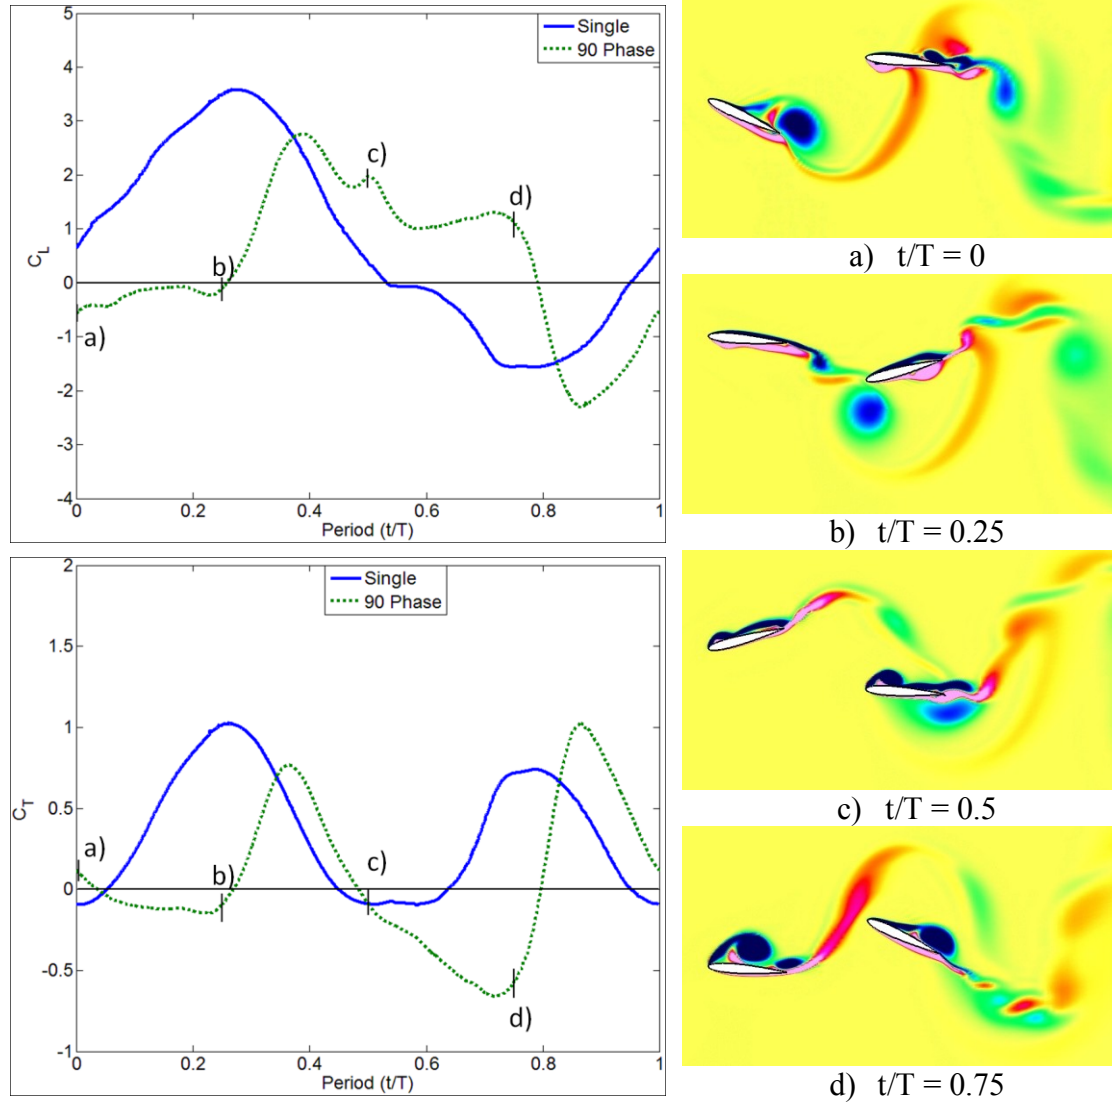 5
4
3
2
1
0
-1
-2
-3
-4
C_L
Single
90 Phase
a)
b)
c)
d)
0 0.2 0.4 0.6 0.8 1
Period (t/T)
2
1.5
1
0.5
0
-0.5
-1
C_T
Single
90 Phase
a)
b)
c)
d)
0 0.2 0.4 0.6 0.8 1
Period (t/T)
a) t/T = 0
b) t/T = 0.25
c) t/T = 0.5
d) t/T = 0.75